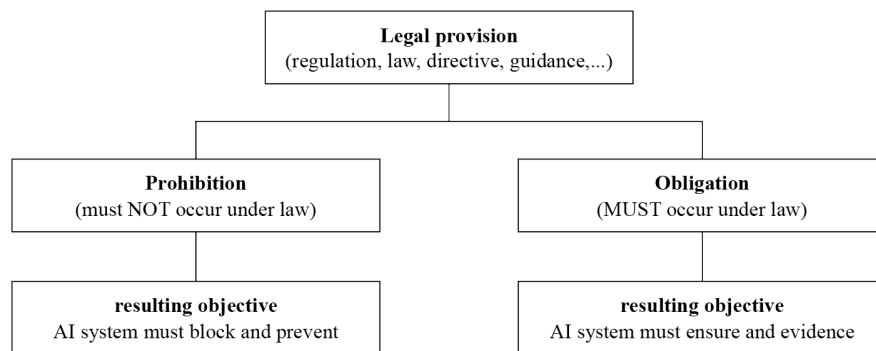 Legal provision
(regulation, law, directive, guidance,...)
Prohibition
(must NOT occur under law)
Obligation
(MUST occur under law)
resulting objective
AI system must block and prevent
resulting objective
AI system must ensure and evidence